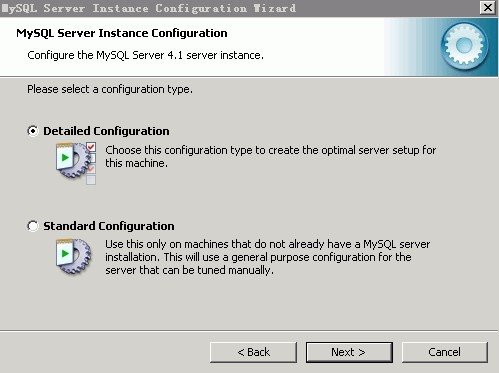 MySQL Server Instance Configuration Wizard
MySQL Server Instance Configuration
Configure the MySQL Server 4.1 server instance.
Please select a configuration type.
Detailed Configuration
Choose this configuration type to create the optimal server setup for
this machine.
Standard Configuration
Use this only on machines that do not already have a MySQL server
installation. This will use a general purpose configuration for the
server that can be tuned manually.
< Back
Next >
Cancel